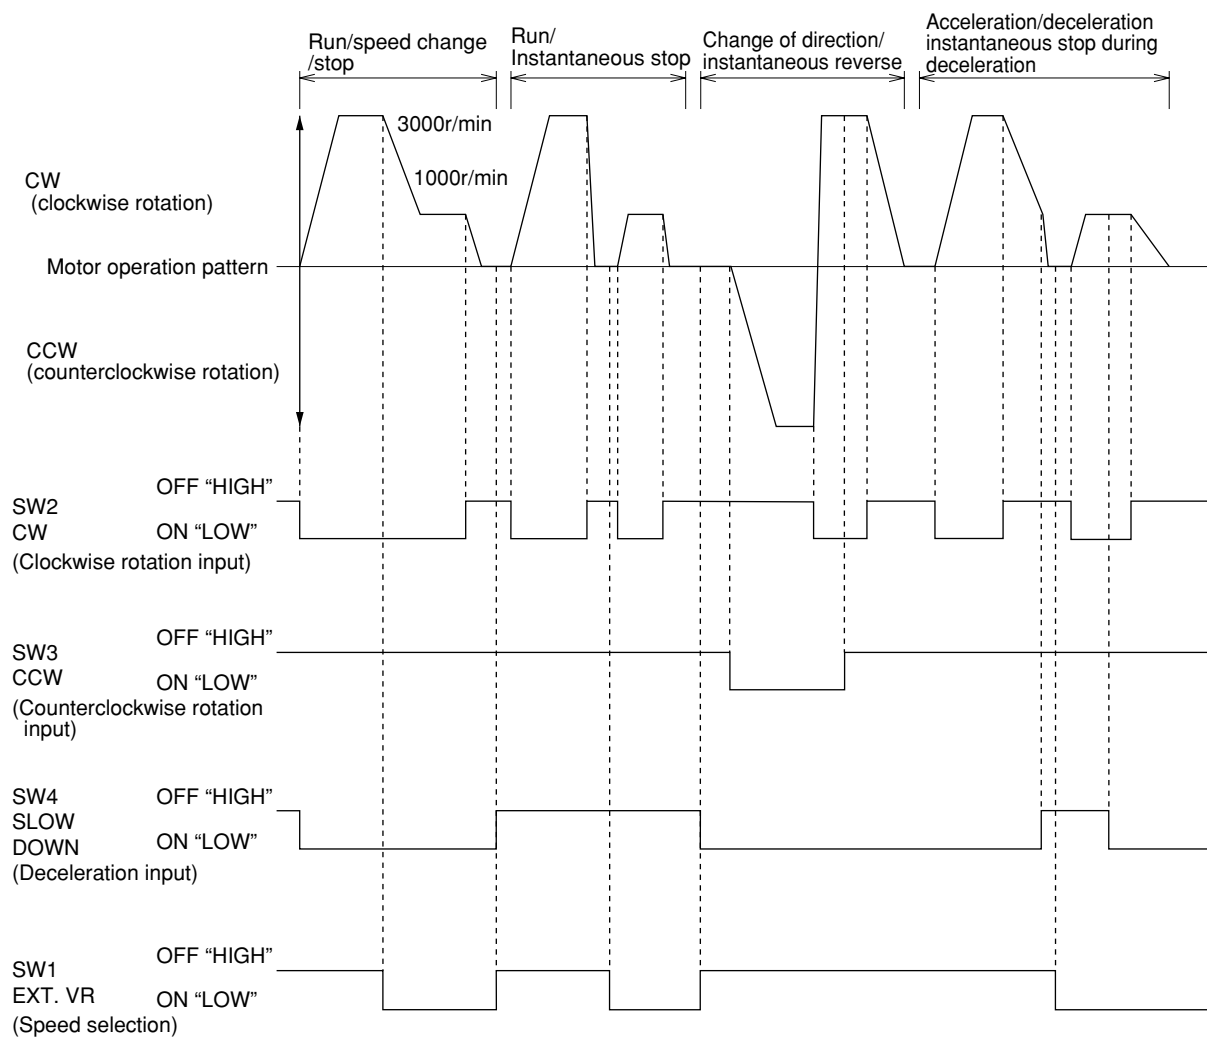 Run/speed change
/stop
Run/
Instantaneous stop
Change of direction/
instantaneous reverse
Acceleration/deceleration
instantaneous stop during
deceleration
3000r/min
1000r/min
CW
(clockwise rotation)
Motor operation pattern
CCW
(counterclockwise rotation)
OFF “HIGH”
SW2
CW
ON “LOW”
(Clockwise rotation input)
OFF “HIGH”
SW3
CCW
ON “LOW”
(Counterclockwise rotation
input)
SW4
OFF “HIGH”
SLOW
DOWN
ON “LOW”
(Deceleration input)
OFF “HIGH”
SW1
EXT. VR
ON “LOW”
(Speed selection)